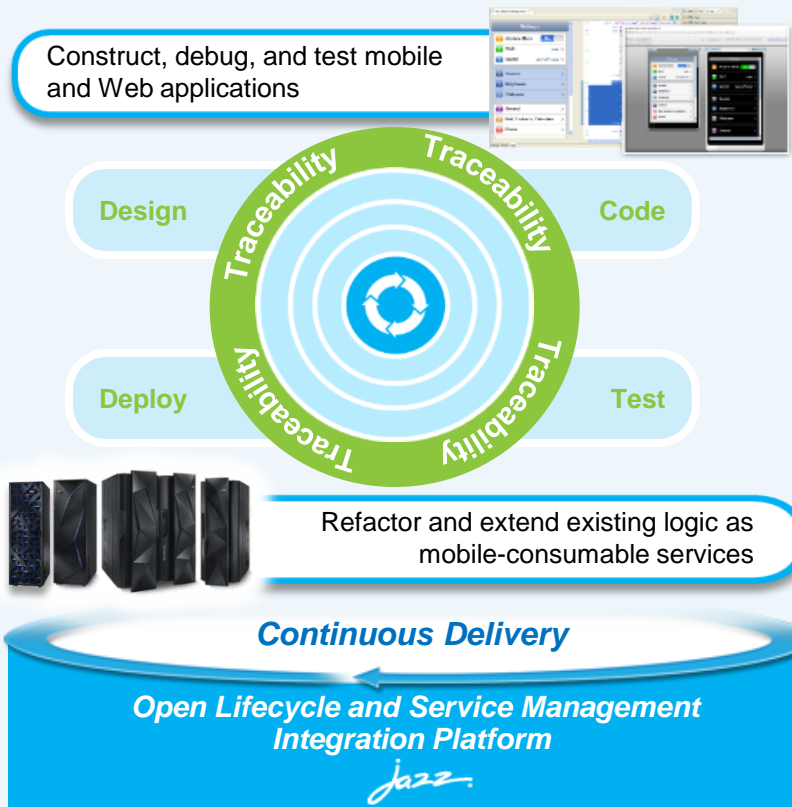 Construct, debug, and test mobile
and Web applications
Traceability
Traceability
Design
Code
Deploy
Test
Traceability
Traceability
Refactor and extend existing logic as
mobile-consumable services
Continuous Delivery
Open Lifecycle and Service Management
Integration Platform
jazz